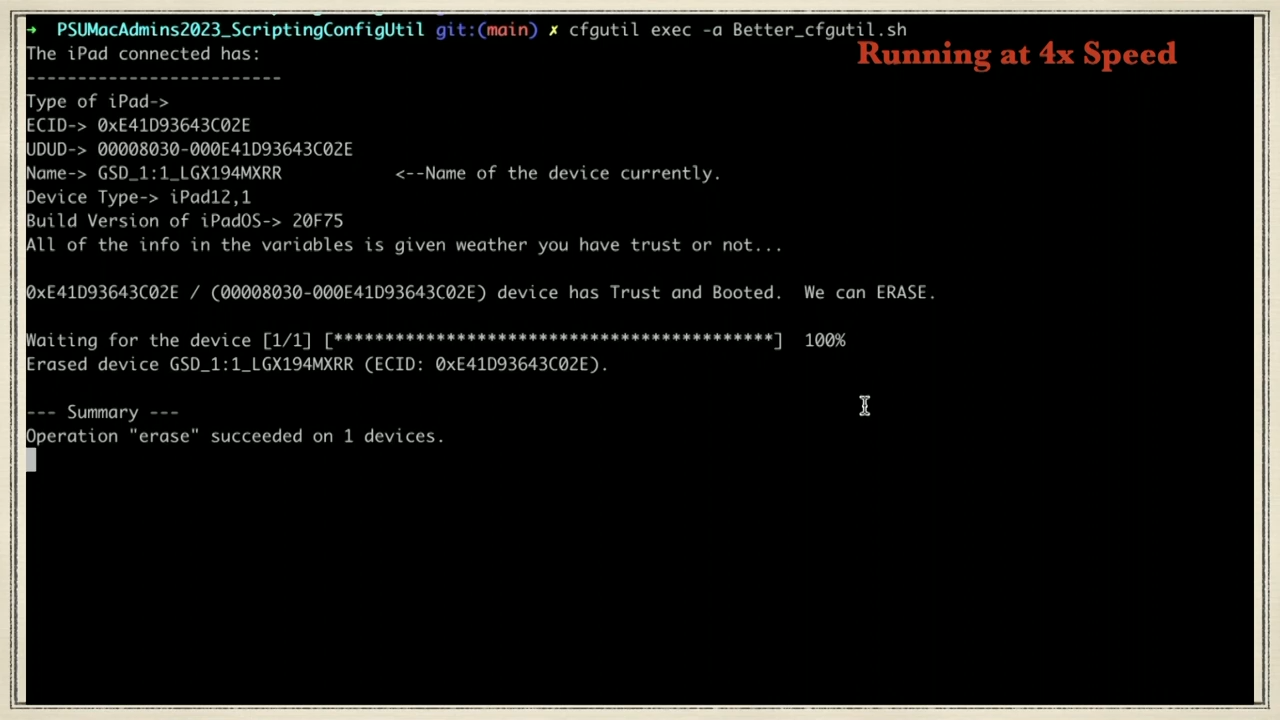 → PSUMacAdmins2023_ScriptingConfigUtil git:(main) ✗ cfgutil exec -a Better_cfgutil.sh
Running at 4x Speed
The iPad connected has:
-------------------------
Type of iPad->
ECID-> 0xE41D93643C02E
UDUD-> 00008030-000E41D93643C02E
Name-> GSD_1:1_LGX194MXRR <--Name of the device currently.
Device Type-> iPad12,1
Build Version of iPadOS-> 20F75
All of the info in the variables is given weather you have trust or not...
0xE41D93643C02E / (00008030-000E41D93643C02E) device has Trust and Booted. We can ERASE.
Waiting for the device [1/1] [*******************************************] 100%
Erased device GSD_1:1_LGX194MXRR (ECID: 0xE41D93643C02E).
--- Summary ---
Operation "erase" succeeded on 1 devices.